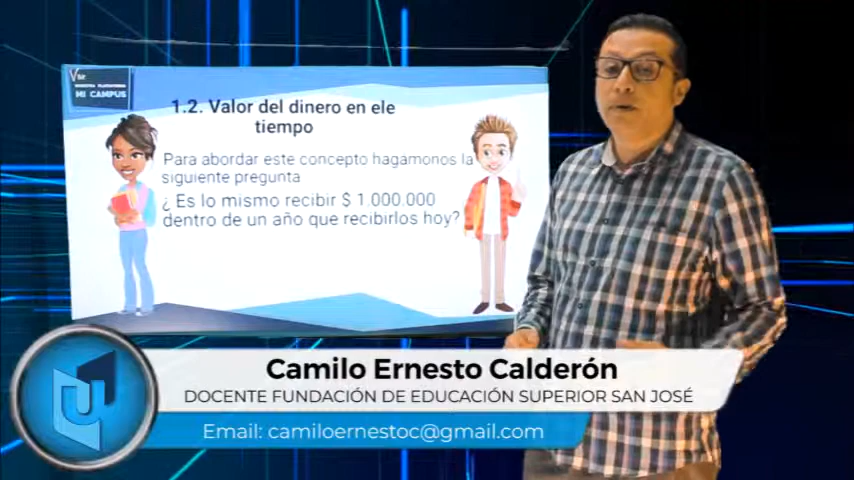 MI CAMPUS
1.2. Valor del dinero en ele
tiempo
Para abordar este concepto hagamonos la
siguiente pregunta
¿ Es lo mismo recibir $ 1.000.000
dentro de un año que recibirlos hoy?
Camilo Ernesto Calderón
DOCENTE FUNDACIÓN DE EDUCACIÓN SUPERIOR SAN JOSÉ
Email: camiloernestoc@gmail.com